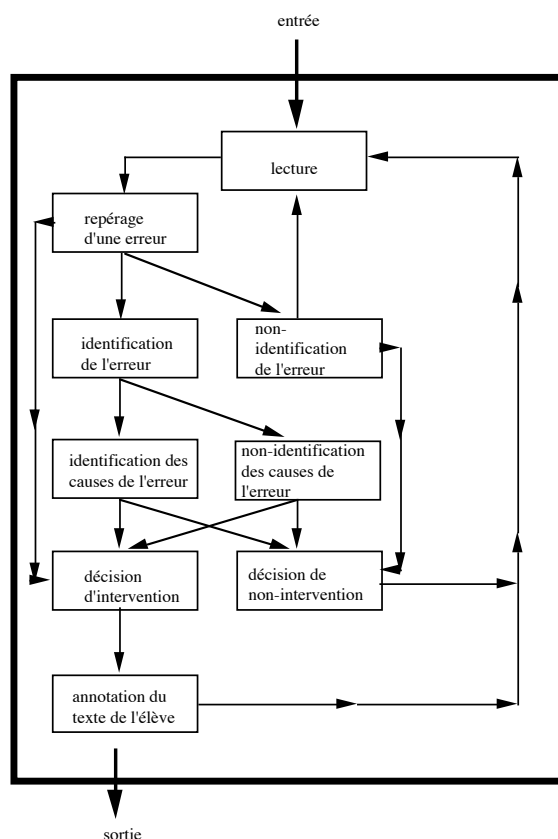 entrée
lecture
repérage
d'une erreur
identification
de l'erreur
non-
identification
de l'erreur
identification des
causes de l'erreur
non-identification
des causes de
l'erreur
décision
d'intervention
décision de
non-intervention
annotation du
texte de l'élève
sortie